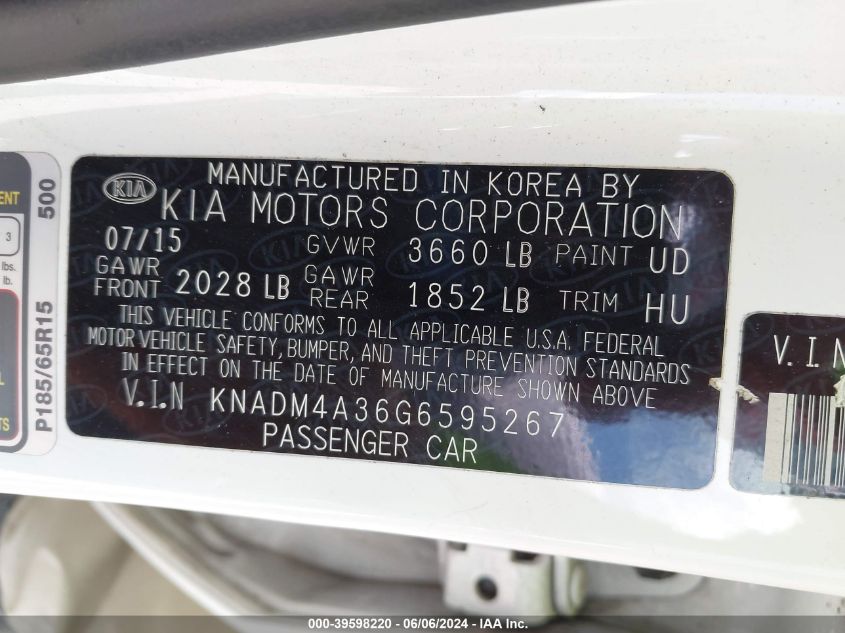 MANUFACTURED IN KOREA BY
KIA
KIA MOTORS CORPORATION
07/15 GVWR 3660 LB PAINT UD
GAWR FRONT 2028 LB GAWR REAR 1852 LB TRIM HU
THIS VEHICLE CONFORMS TO ALL APPLICABLE U.S.A. FEDERAL
MOTOR VEHICLE SAFETY, BUMPER, AND THEFT PREVENTION STANDARDS
IN EFFECT ON THE DATE OF MANUFACTURE SHOWN ABOVE
V.I.N KNADM4A36G6595267
PASSENGER CAR
500
P185/65R15
3
lbs.
lb.
V.I.N
000-39598220 - 06/06/2024 - IAA Inc.